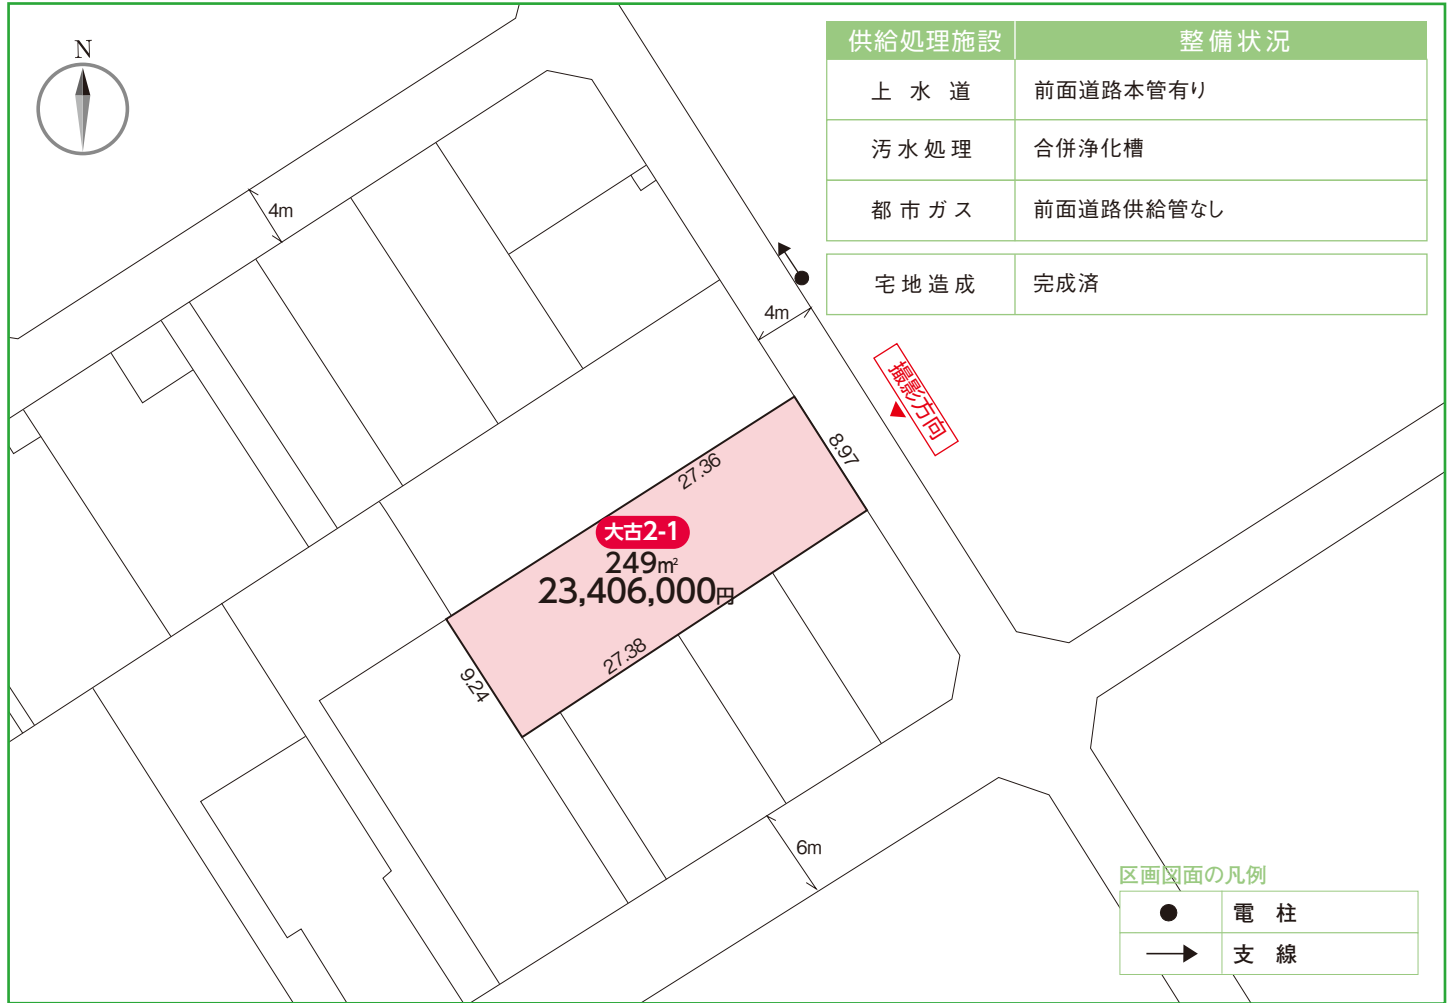 N
供給処理施設 整備状況
上水道 前面道路本管有り
汚水処理 合併浄化槽
都市ガス 前面道路供給管なし
宅地造成 完成済
4m
4m
撮影方向
8.97
27.36
大古2-1
249㎡
23,406,000円
27.38
9.24
6m
区画図面の凡例
電柱
支線